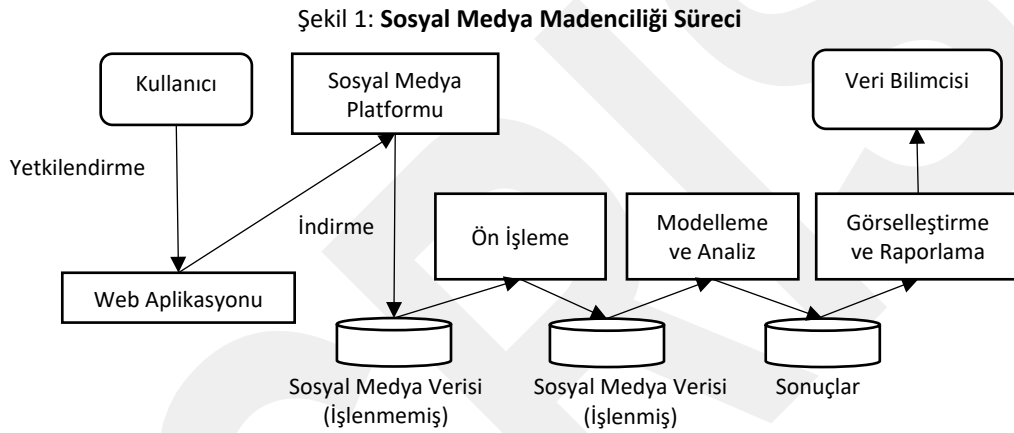 Şekil 1: Sosyal Medya Madenciliği Süreci
Kullanıcı
Sosyal Medya
Platformu
Veri Bilimcisi
Yetkilendirme
İndirme
Ön İşleme
Modelleme
ve Analiz
Görselleştirme
ve Raporlama
Web Aplikasyonu
Sosyal Medya Verisi
(İşlenmemiş)
Sosyal Medya Verisi
(İşlenmiş)
Sonuçlar